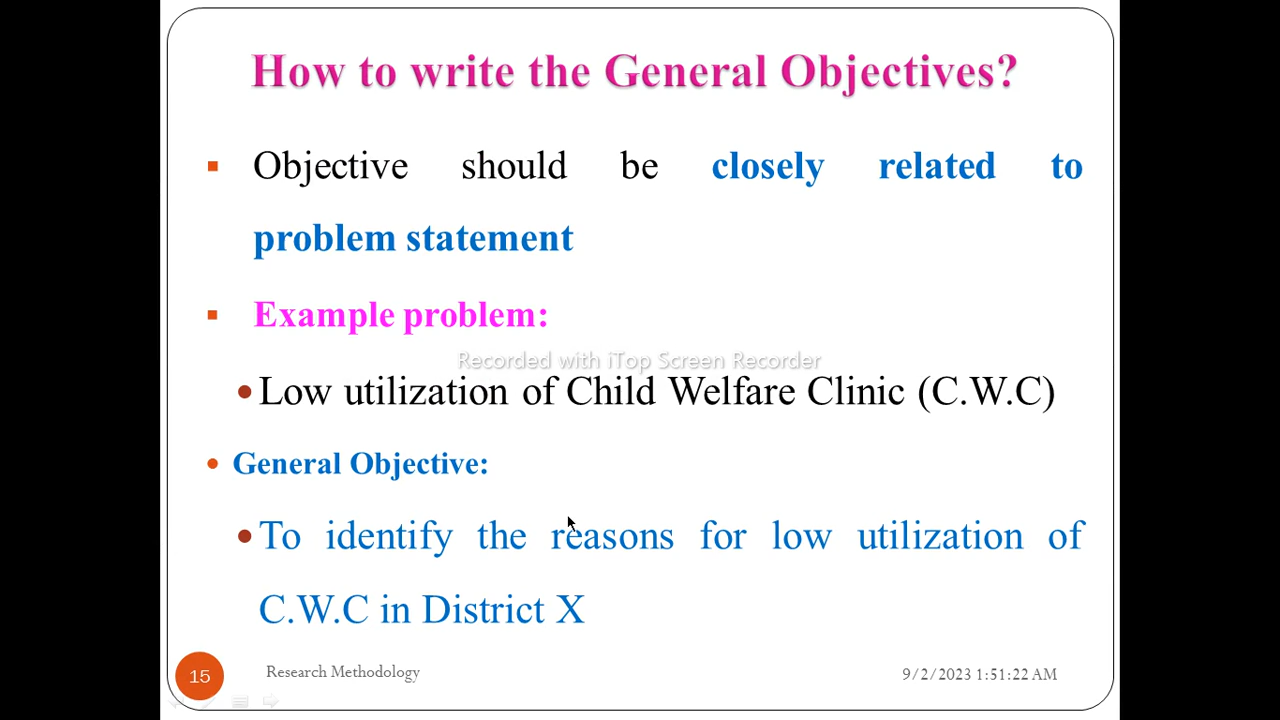 How to write the General Objectives?
Objective should be closely related to
problem statement
Example problem:
Recorded with iTop Screen Recorder
Low utilization of Child Welfare Clinic (C.W.C)
General Objective:
To identify the reasons for low utilization of
C.W.C in District X
15 Research Methodology 9/2/2023 1:51:22 AM